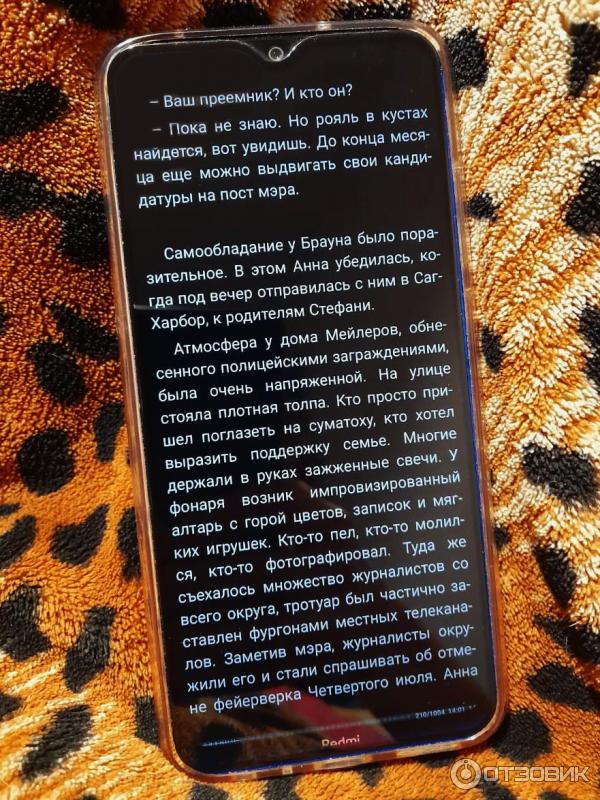 – Ваш преемник? И кто он?
– Пока не знаю. Но рояль в кустах
найдется, вот увидишь. До конца меся-
ца еще можно выдвигать свои канди-
датуры на пост мэра.
Самообладание у Брауна было пора-
зительное. В этом Анна убедилась, ко-
гда под вечер отправилась с ним в Саг-
Харбор, к родителям Стефани.
Атмосфера у дома Мейлеров, обне-
сенного полицейскими заграждениями,
была очень напряженной. На улице
стояла плотная толпа. Кто просто при-
шел поглазеть на суматоху, кто хотел
выразить поддержку семье. Многие
держали в руках зажженные свечи. У
фонаря возник импровизированный
алтарь с горой цветов, записок и мяг-
ких игрушек. Кто-то пел, кто-то молил-
ся, кто-то фотографировал. Туда же
съехалось множество журналистов со
всего округа, тротуар был частично за-
ставлен фургонами местных телекана-
лов. Заметив мэра, журналисты окру-
жили его и стали спрашивать об отме-
не фейерверка Четвертого июля. Анна
210/1004 14:01
Redmi
ОТЗОВИК